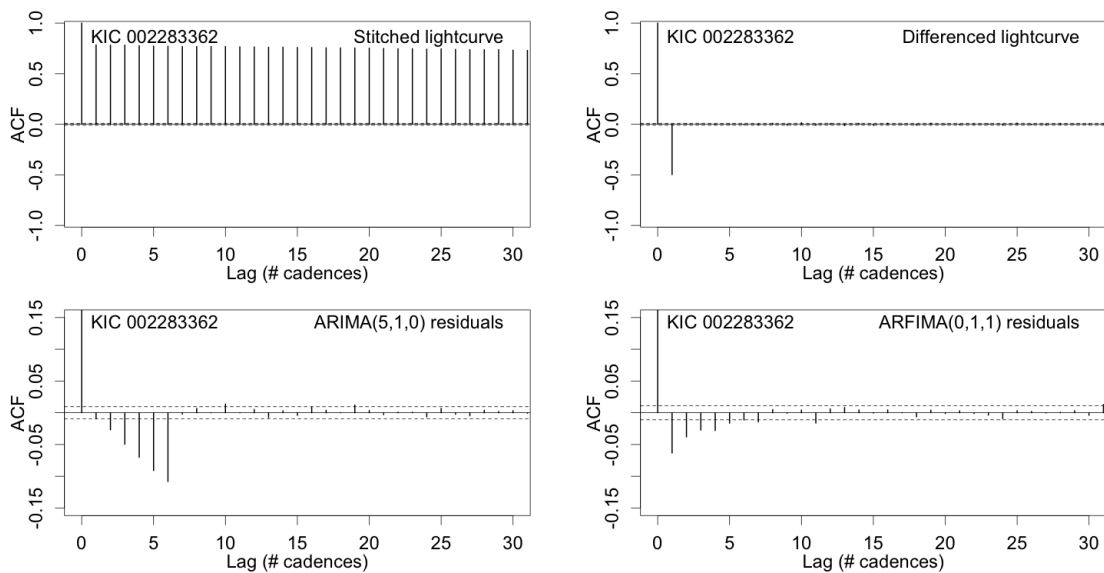 KIC 002283362 Stitched lightcurve
1.0
0.5
0.0
-0.5
-1.0
ACF
0 5 10 15 20 25 30
Lag (# cadences)
KIC 002283362 Differenced lightcurve
1.0
0.5
0.0
-0.5
-1.0
ACF
0 5 10 15 20 25 30
Lag (# cadences)
KIC 002283362 ARIMA(5,1,0) residuals
0.15
0.05
-0.05
-0.15
ACF
0 5 10 15 20 25 30
Lag (# cadences)
KIC 002283362 ARFIMA(0,1,1) residuals
0.15
0.05
-0.05
-0.15
ACF
0 5 10 15 20 25 30
Lag (# cadences)